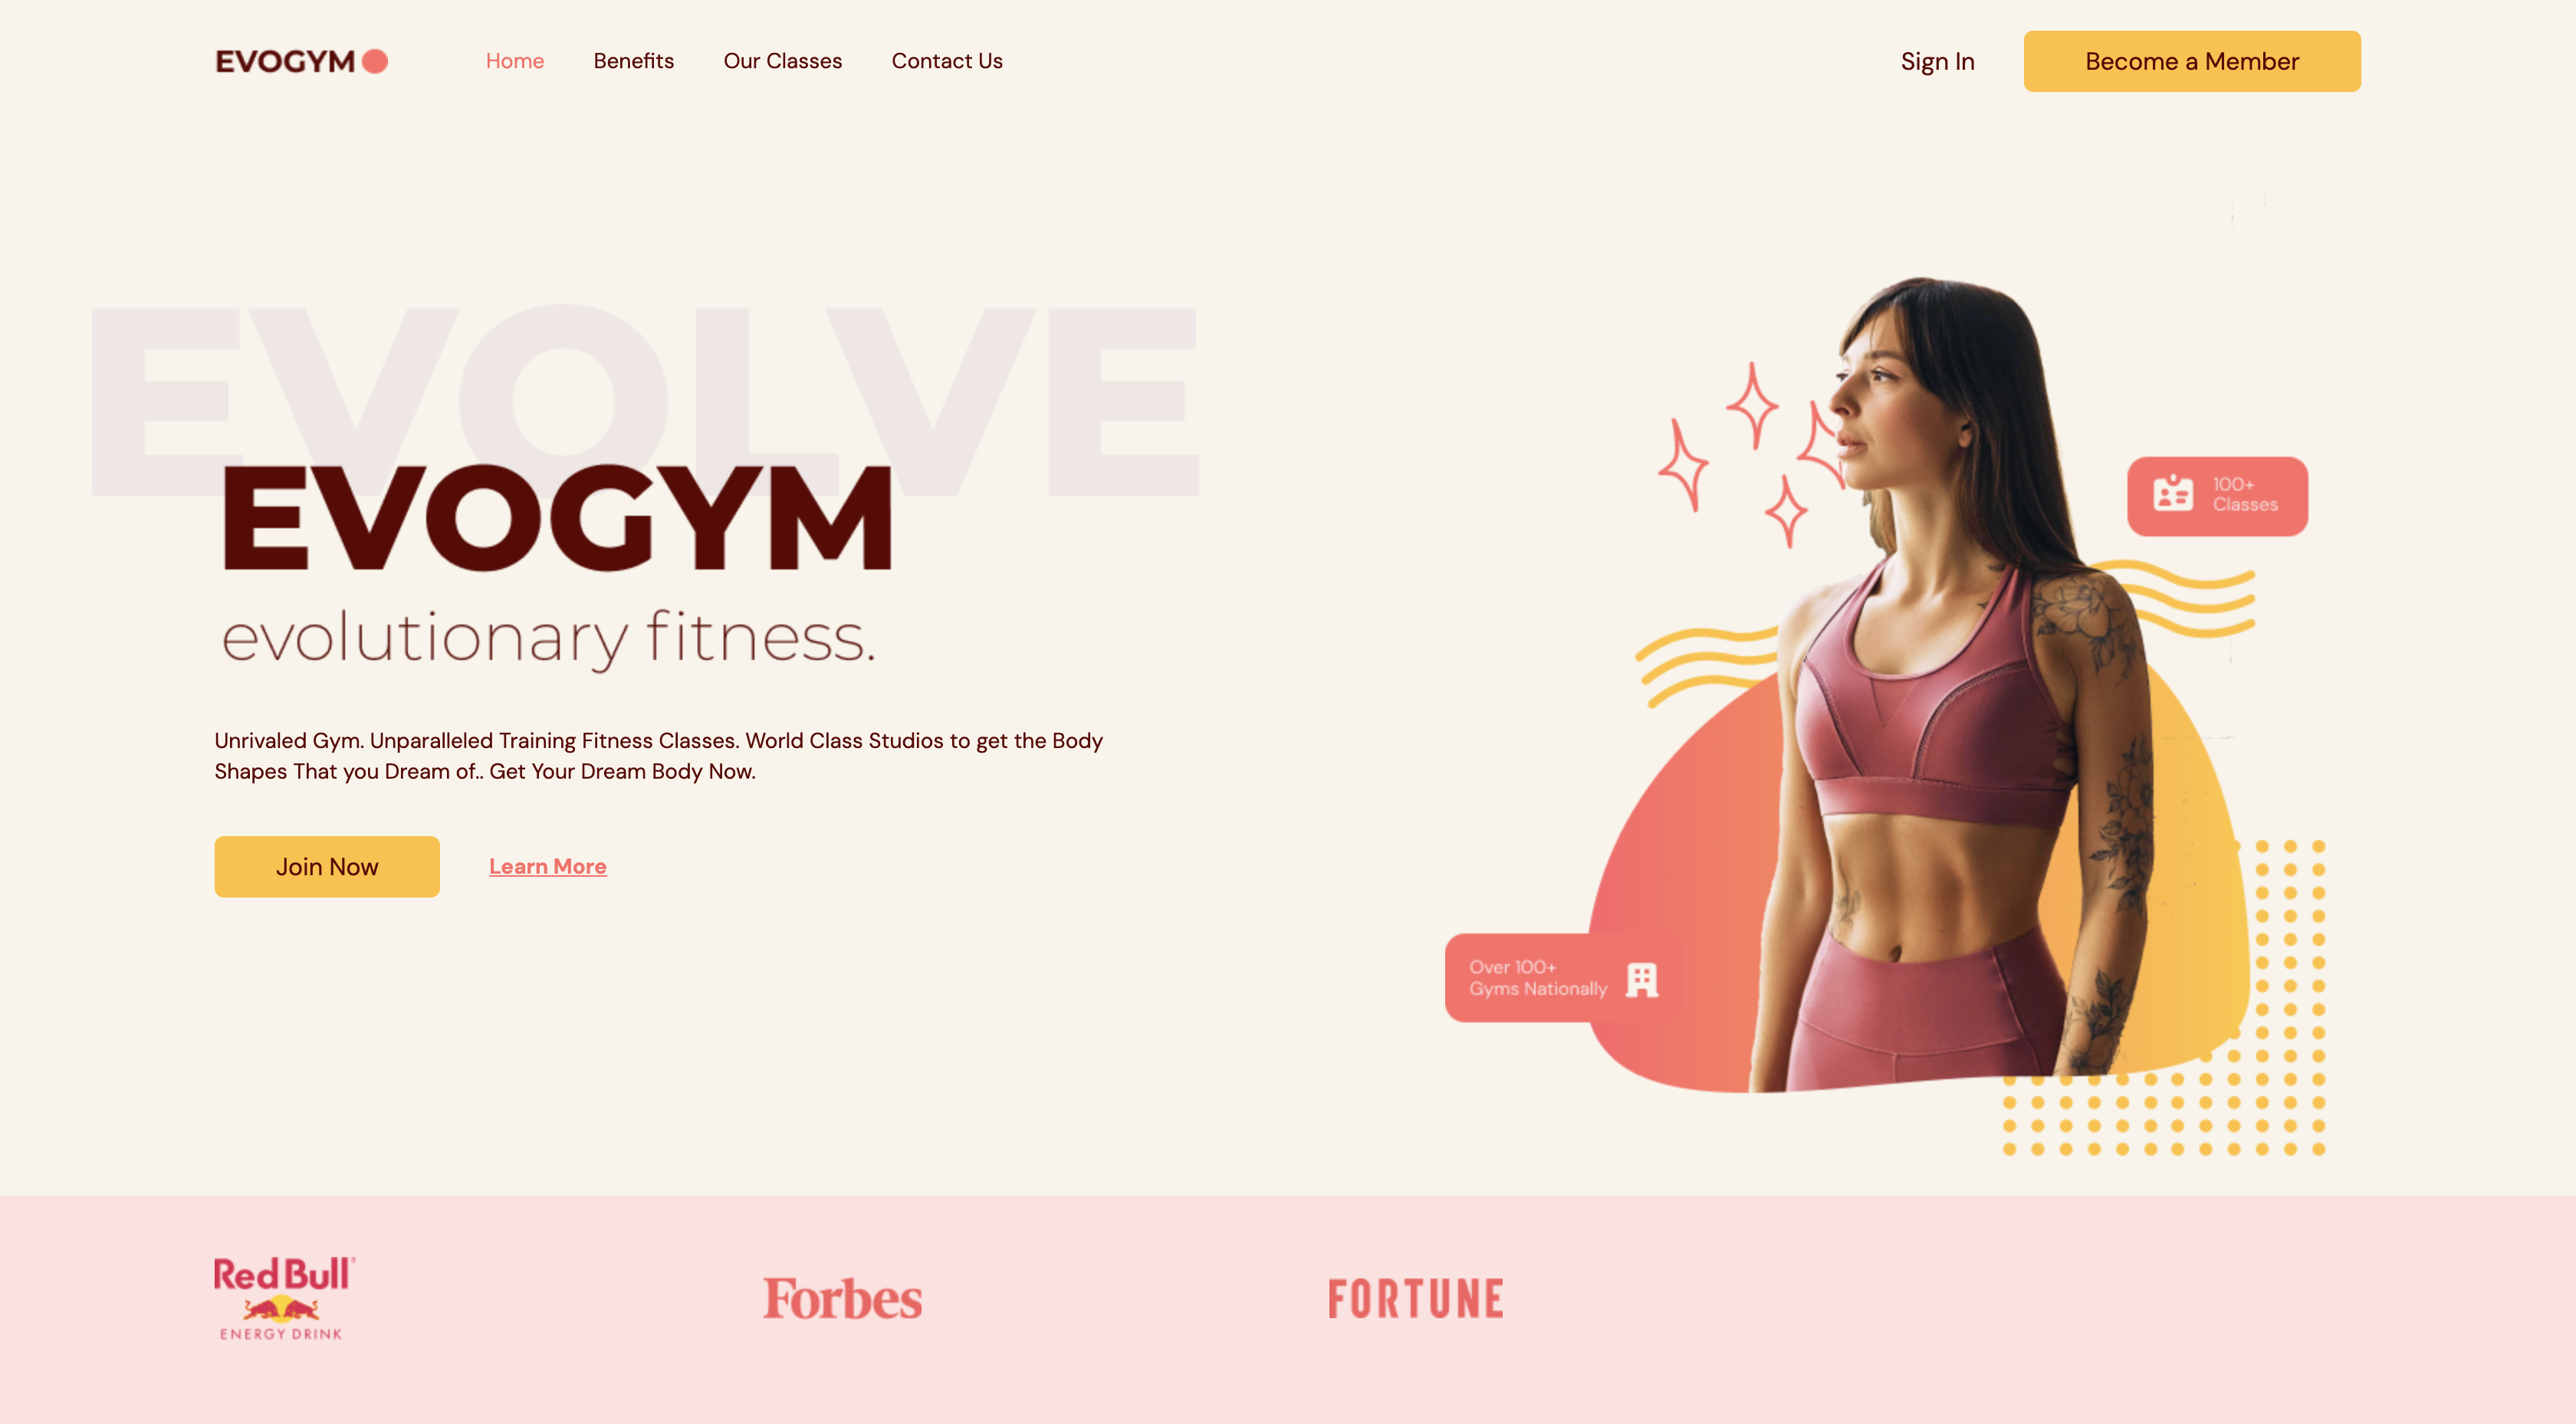 EVOGYM
Home
Benefits
Our Classes
Contact Us
Sign In
Become a Member
EVOLVE
EVOGYM
evolutionary fitness.
Unrivaled Gym. Unparalleled Training Fitness Classes. World Class Studios to get the Body
Shapes That you Dream of.. Get Your Dream Body Now.
Join Now
Learn More
100+
Classes
Over 100+
Gyms Nationally
Red Bull
ENERGY DRINK
Forbes
FORTUNE